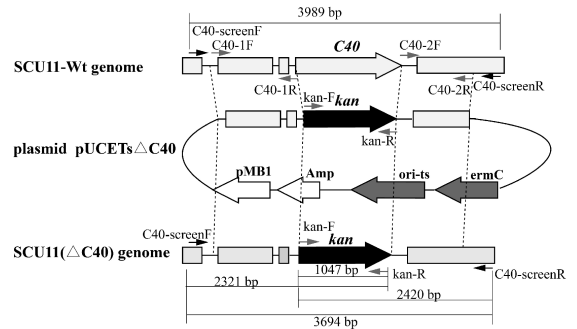 3989 bp
C40-screenF
C40-1F
C40
C40-2F
SCU11-Wt genome
C40-1R
C40-2R
C40-screenR
kan-F
kan
plasmid pUCETs△C40
kan-R
pMB1
Amp
ori-ts
ermC
C40-screenF
kan-F
kan
SCU11(△C40) genome
1047 bp
kan-R
C40-screenR
2321 bp
2420 bp
3694 bp